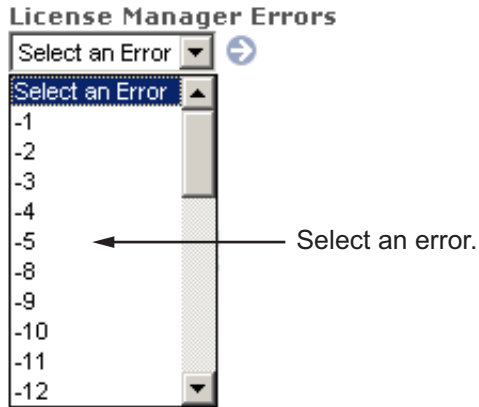 License Manager Errors
Select an Error
Select an Error
-1
-2
-3
-4
-5
Select an error.
-8
-9
-10
-11
-12